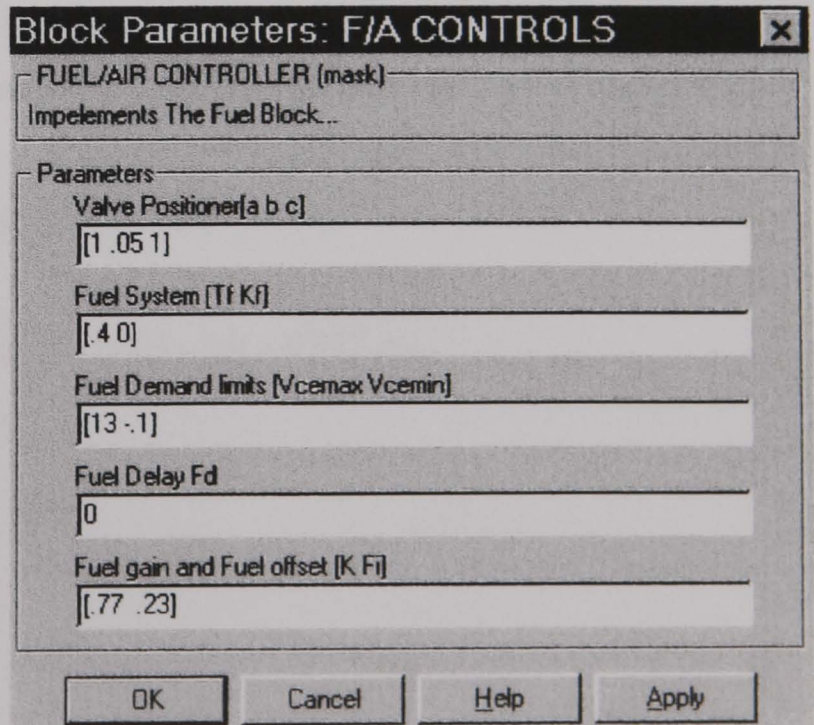 Block Parameters: F/A CONTROLS
FUEL/AIR CONTROLLER (mask)
Impelements The Fuel Block...
Parameters
Valve Positioner[a b c]
[1 .05 1]
Fuel System [Tf Kf]
[.4 0]
Fuel Demand limits [Vcemax Vcemin]
[13 -.1]
Fuel Delay Fd
0
Fuel gain and Fuel offset [K Fi]
[.77 .23]
OK Cancel Help Apply